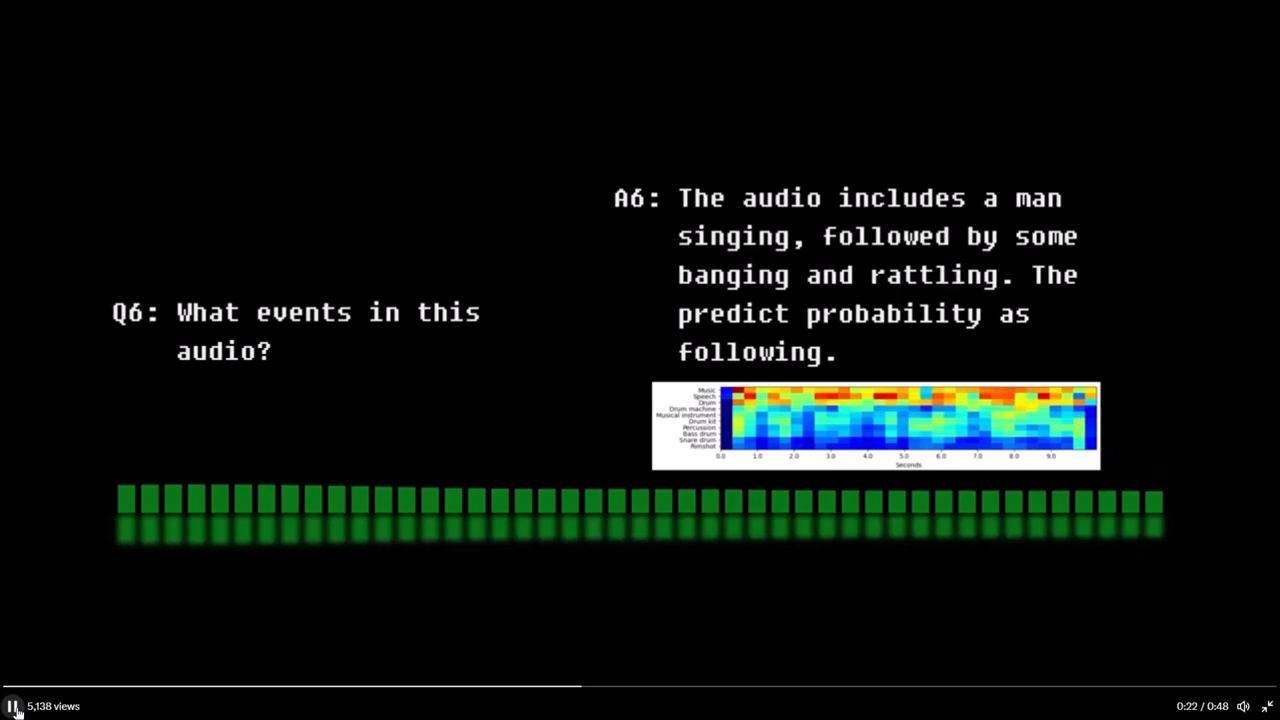 Q6: What events in this
audio?
A6: The audio includes a man
singing, followed by some
banging and rattling. The
predict probability as
following.
Music
Speech
Drum
Drum machine
Musical instrument
Drum kit
Percussion
Bass drum
Snare drum
Rimshot
0.0 1.0 2.0 3.0 4.0 5.0 6.0 7.0 8.0 9.0
Seconds
5,138 views
0:22 / 0:48